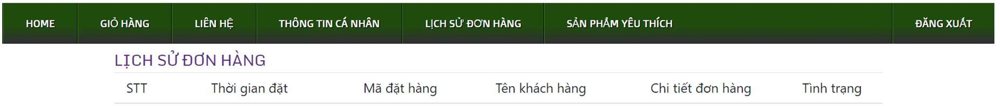 HOME GIỎ HÀNG LIÊN HỆ THÔNG TIN CÁ NHÂN LỊCH SỬ ĐƠN HÀNG SẢN PHẨM YÊU THÍCH ĐĂNG XUẤT
LỊCH SỬ ĐƠN HÀNG
STT Thời gian đặt Mã đặt hàng Tên khách hàng Chi tiết đơn hàng Tình trạng